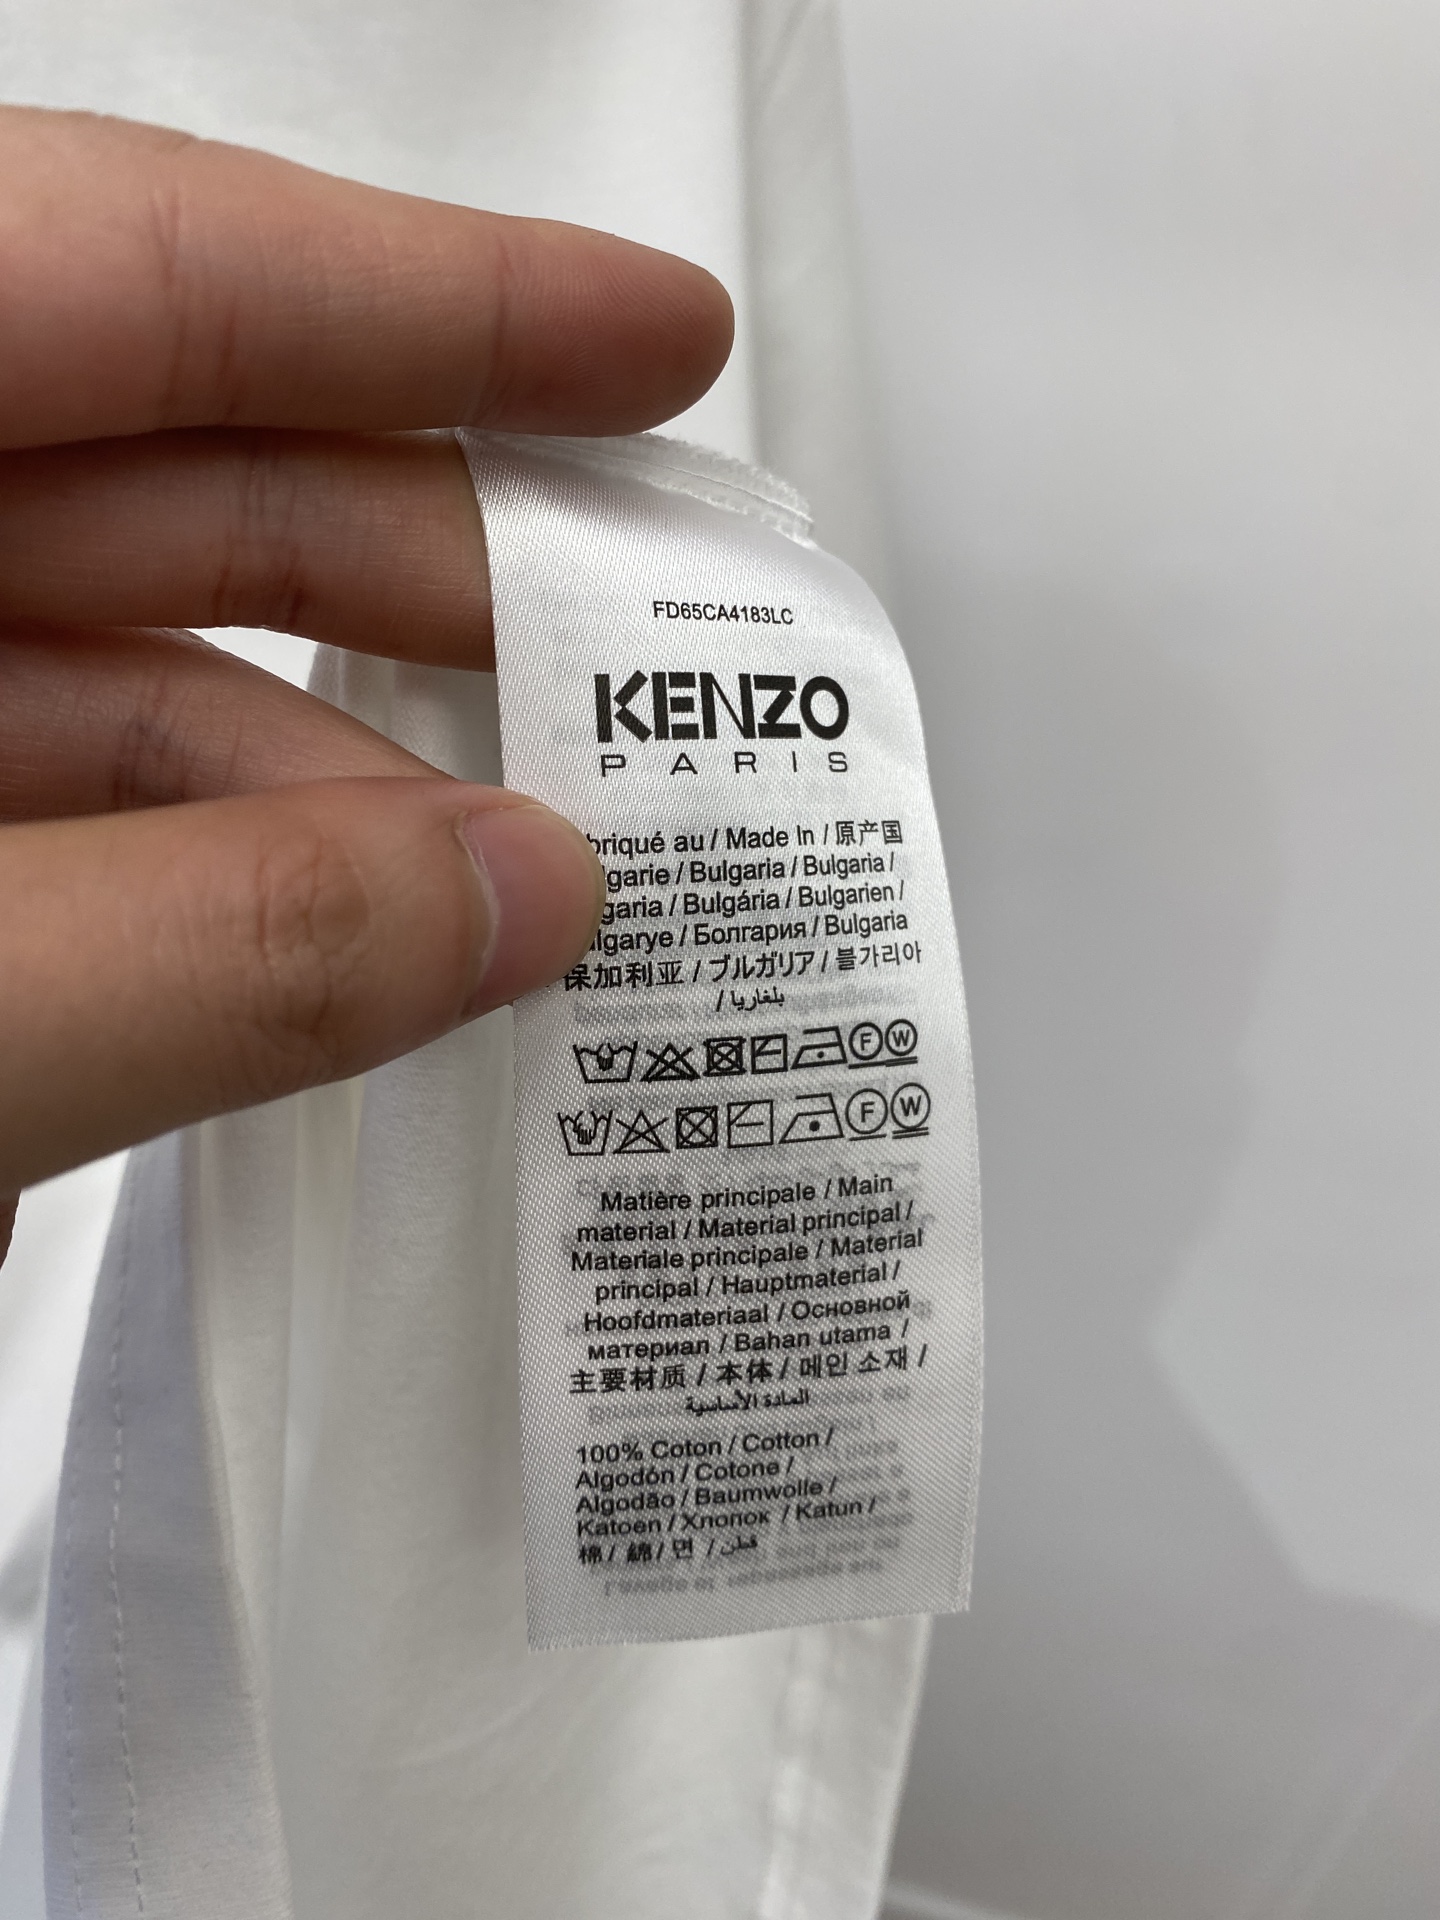 FD65CA4183LC
KENZO
PARIS
briqué au / Made In / 原产国
lgarie / Bulgaria / Bulgaria /
garia / Bulgária / Bulgarien /
lgarye / Болгария / Bulgaria
保加利亚 / ブルガリア / 불가리아
/ بلغاريا
F W
F W
Matière principale / Main
material / Material principal /
Materiale principale / Material
principal / Hauptmaterial /
Hoofdmateriaal / Основной
материал / Bahan utama /
主要材质 / 本体 / 메인 소재 /
المادة الأساسية
100% Coton / Cotton /
Algodón / Cotone /
Algodão / Baumwolle /
Katoen / Хлопок / Katun /
棉 / 綿 / 면 / قطن